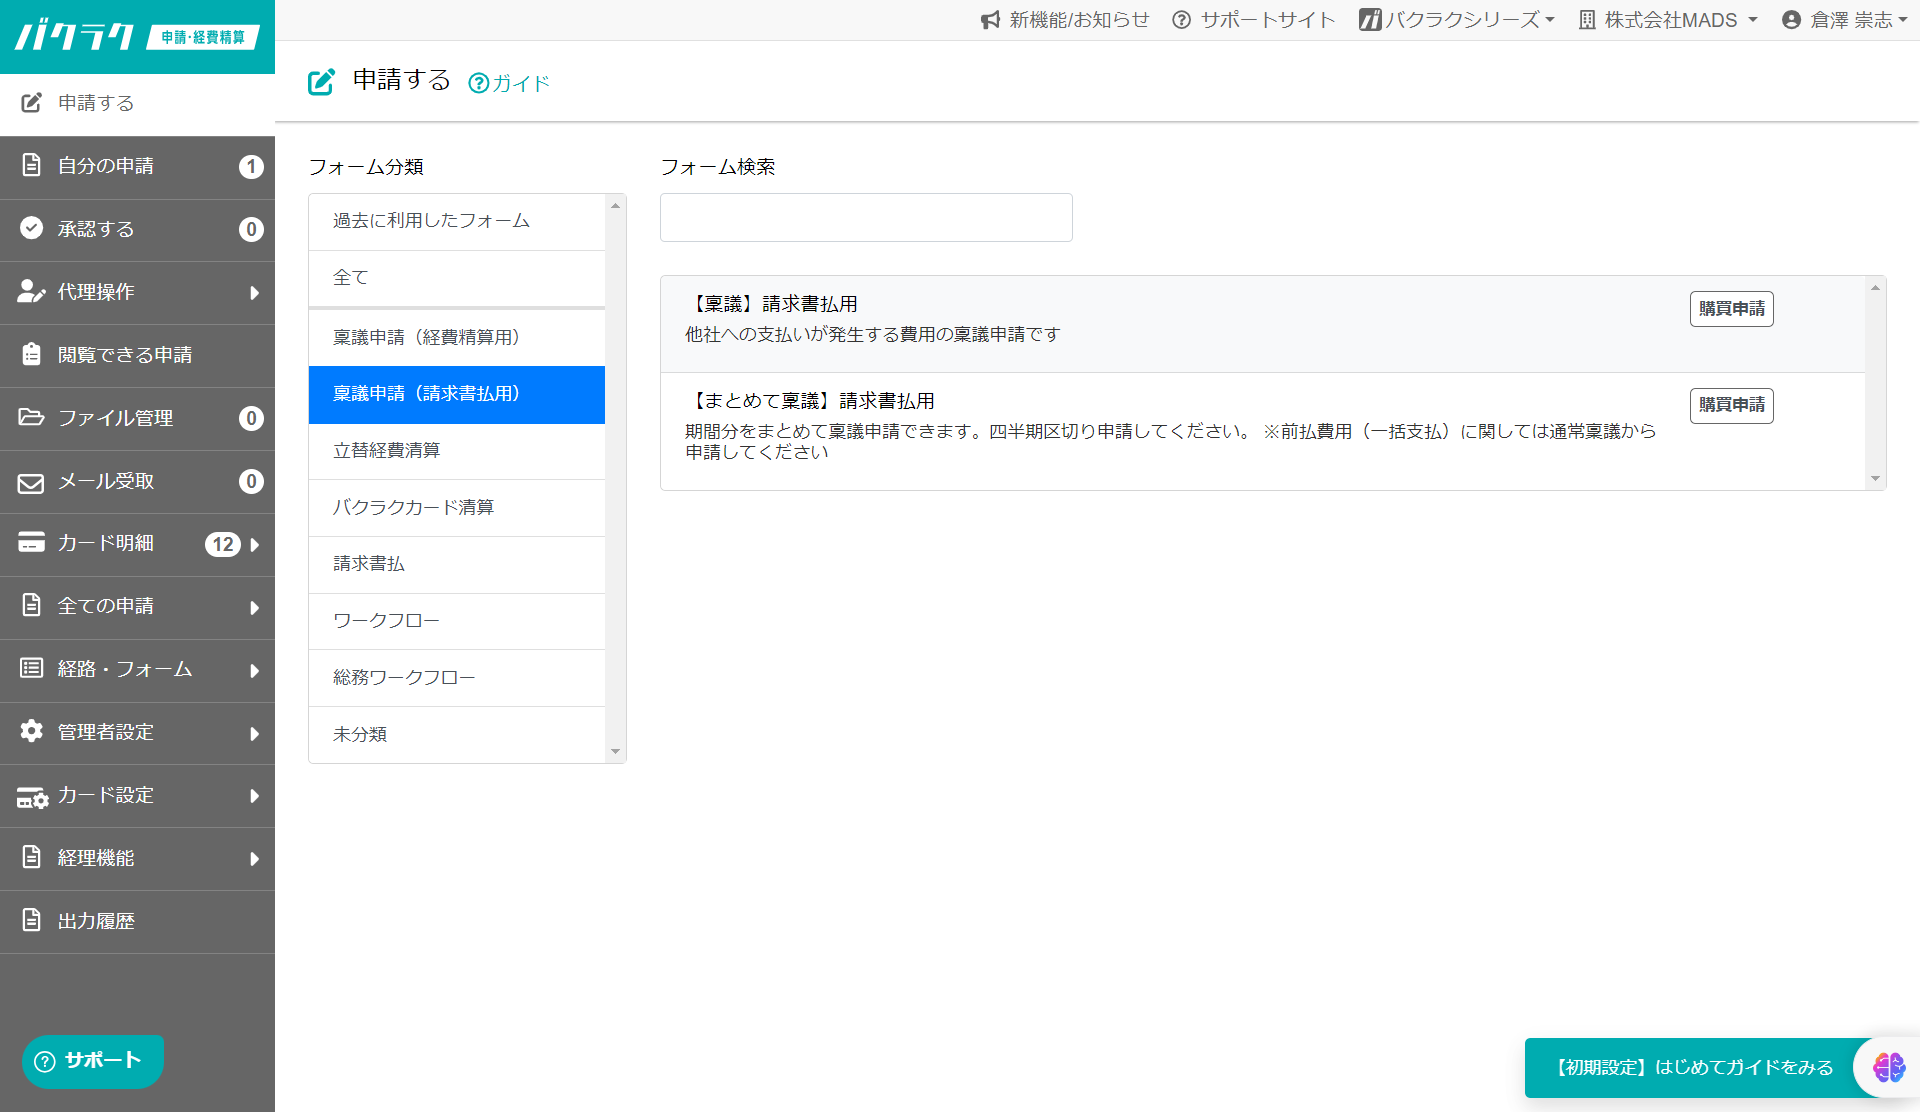 バクラク 申請・経費精算
新機能/お知らせ サポートサイト バクラクシリーズ 株式会社MADS 倉澤 崇志
申請する
自分の申請 1
承認する 0
代理操作
閲覧できる申請
ファイル管理 0
メール受取 0
カード明細 12
全ての申請
経路・フォーム
管理者設定
カード設定
経理機能
出力履歴
サポート
申請する ガイド
フォーム分類
過去に利用したフォーム
全て
稟議申請（経費精算用）
稟議申請（請求書払用）
立替経費清算
バクラクカード清算
請求書払
ワークフロー
総務ワークフロー
未分類
フォーム検索
【稟議】請求書払用
他社への支払いが発生する費用の稟議申請です
購買申請
【まとめて稟議】請求書払用
期間分をまとめて稟議申請できます。四半期区切り申請してください。 ※前払費用（一括支払）に関しては通常稟議から
申請してください
購買申請
【初期設定】はじめてガイドをみる